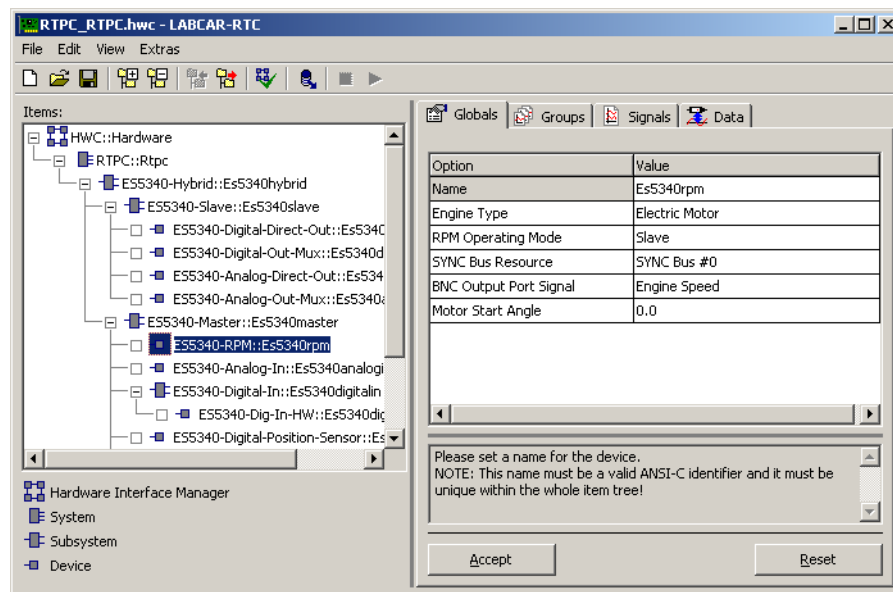 RTPC_RTPC.hwc - LABCAR-RTC
File Edit View Extras
Items:
HWC::Hardware
RTPC::Rtpc
ES5340-Hybrid::Es5340hybrid
ES5340-Slave::Es5340slave
ES5340-Digital-Direct-Out::Es534C
ES5340-Digital-Out-Mux::Es5340d
ES5340-Analog-Direct-Out::Es534
ES5340-Analog-Out-Mux::Es5340a
ES5340-Master::Es5340master
ES5340-RPM::Es5340rpm
ES5340-Analog-In::Es5340analogi
ES5340-Digital-In::Es5340digitalin
ES5340-Dig-In-HW::Es5340dig
ES5340-Digital-Position-Sensor::Es
Hardware Interface Manager
System
Subsystem
Device
Globals Groups Signals Data
Option Value
Name Es5340rpm
Engine Type Electric Motor
RPM Operating Mode Slave
SYNC Bus Resource SYNC Bus #0
BNC Output Port Signal Engine Speed
Motor Start Angle 0.0
Please set a name for the device.
NOTE: This name must be a valid ANSI-C identifier and it must be
unique within the whole item tree!
Accept Reset